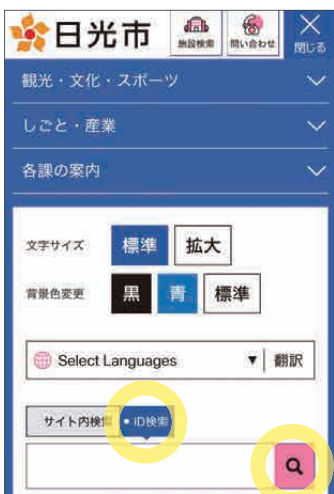 日光市
施設検索
問い合わせ
閉じる
観光・文化・スポーツ
しごと・産業
各課の案内
文字サイズ 標準 拡大
背景色変更 黒 青 標準
Select Languages ▼ 翻訳
サイト内検索 • ID検索